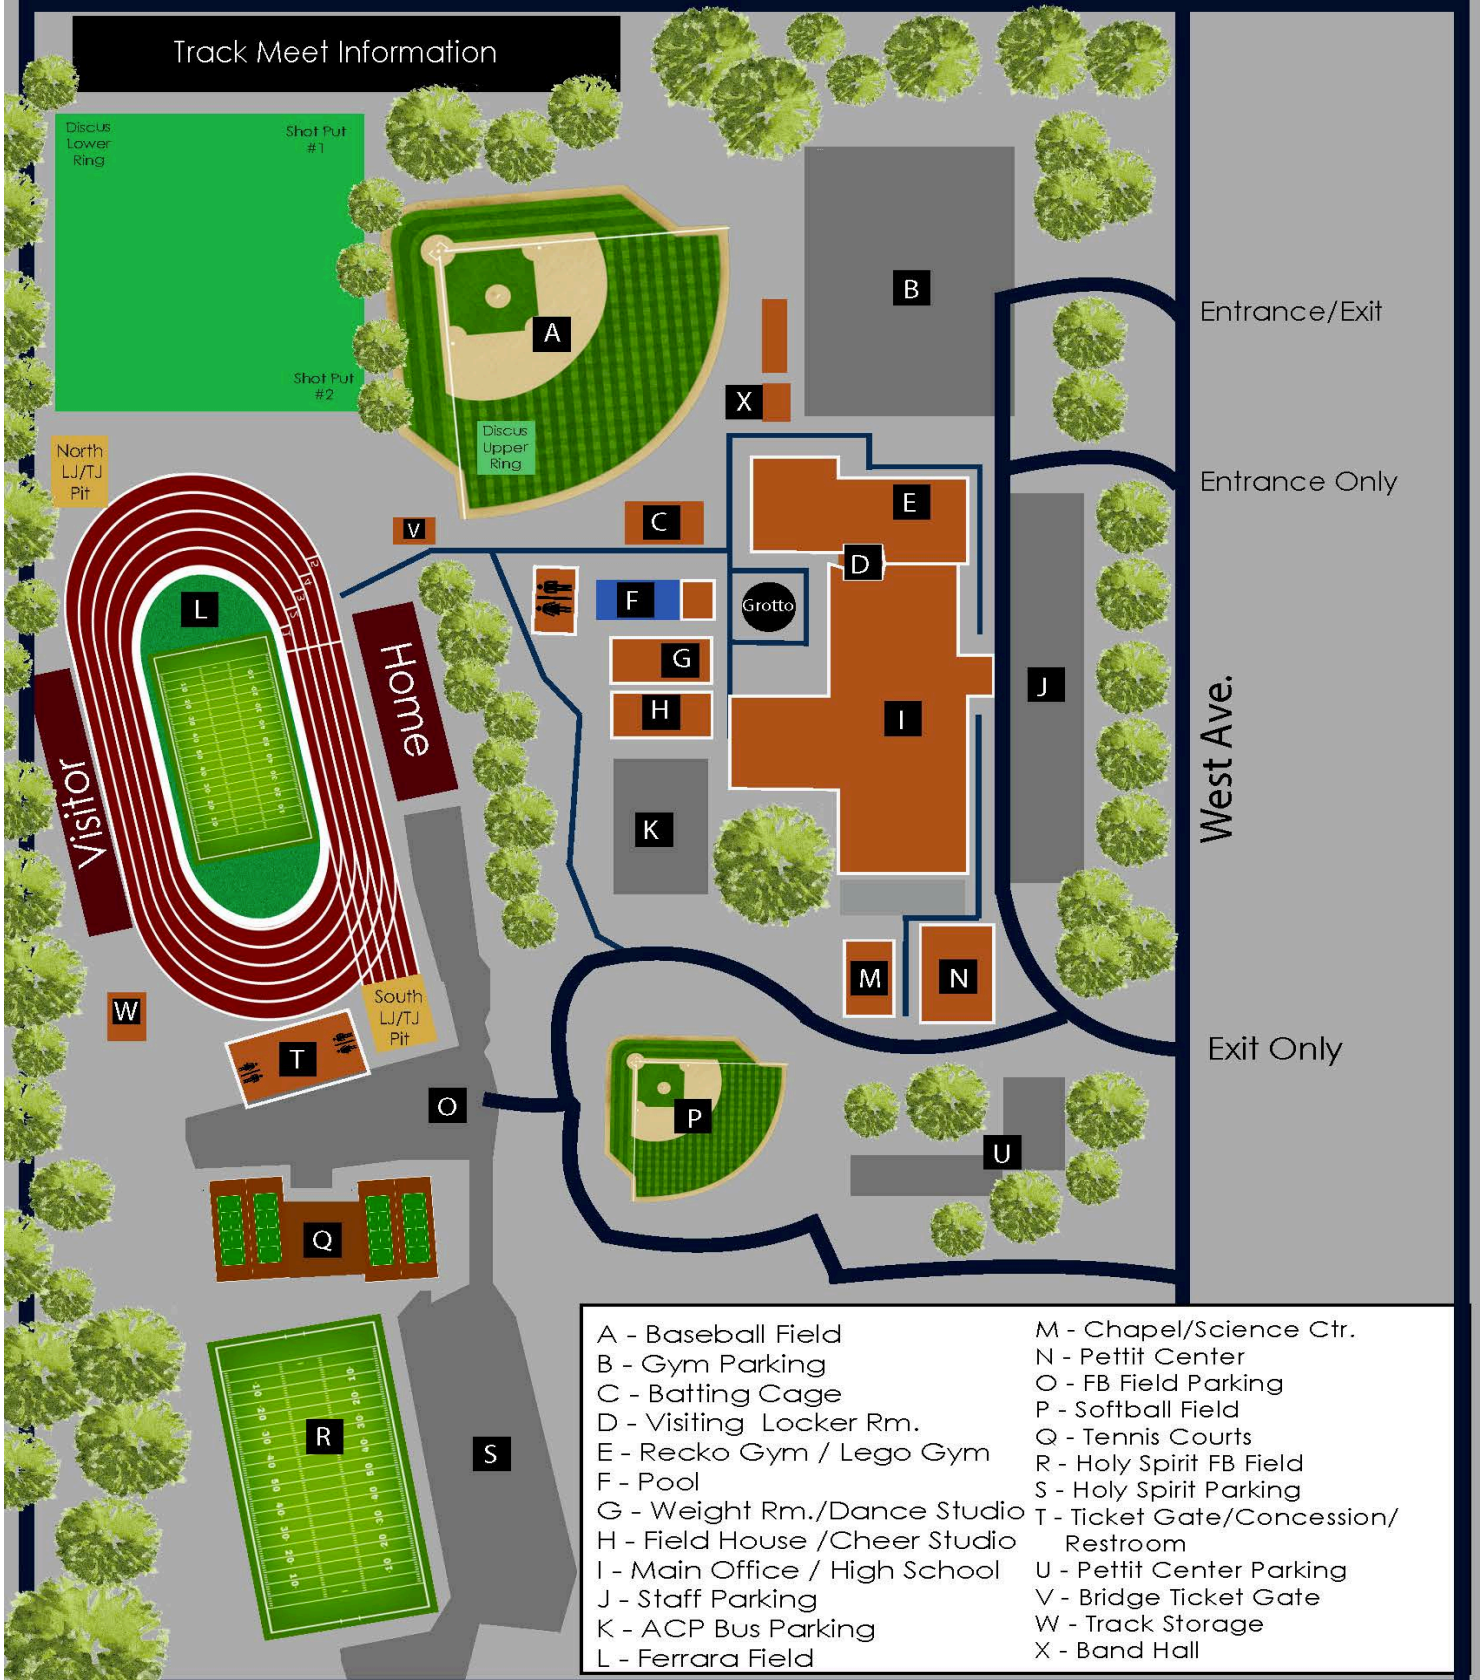 Track Meet Information
Discus
Lower
Ring
Shot Put
#1
B
Entrance/Exit
A
Shot Put
#2
X
Discus
Upper
Ring
North
LJ/TJ
Pit
Entrance Only
E
C
V
D
F
Grotto
L
G
Home
H
I
J
West Ave.
Visitor
K
M
N
South
LJ/TJ
Pit
W
T
Exit Only
O
P
U
Q
R
S
A - Baseball Field
B - Gym Parking
C - Batting Cage
D - Visiting Locker Rm.
E - Recko Gym / Lego Gym
F - Pool
G - Weight Rm./Dance Studio
H - Field House /Cheer Studio
I - Main Office / High School
J - Staff Parking
K - ACP Bus Parking
L - Ferrara Field
M - Chapel/Science Ctr.
N - Pettit Center
O - FB Field Parking
P - Softball Field
Q - Tennis Courts
R - Holy Spirit FB Field
S - Holy Spirit Parking
T - Ticket Gate/Concession/
Restroom
U - Pettit Center Parking
V - Bridge Ticket Gate
W - Track Storage
X - Band Hall